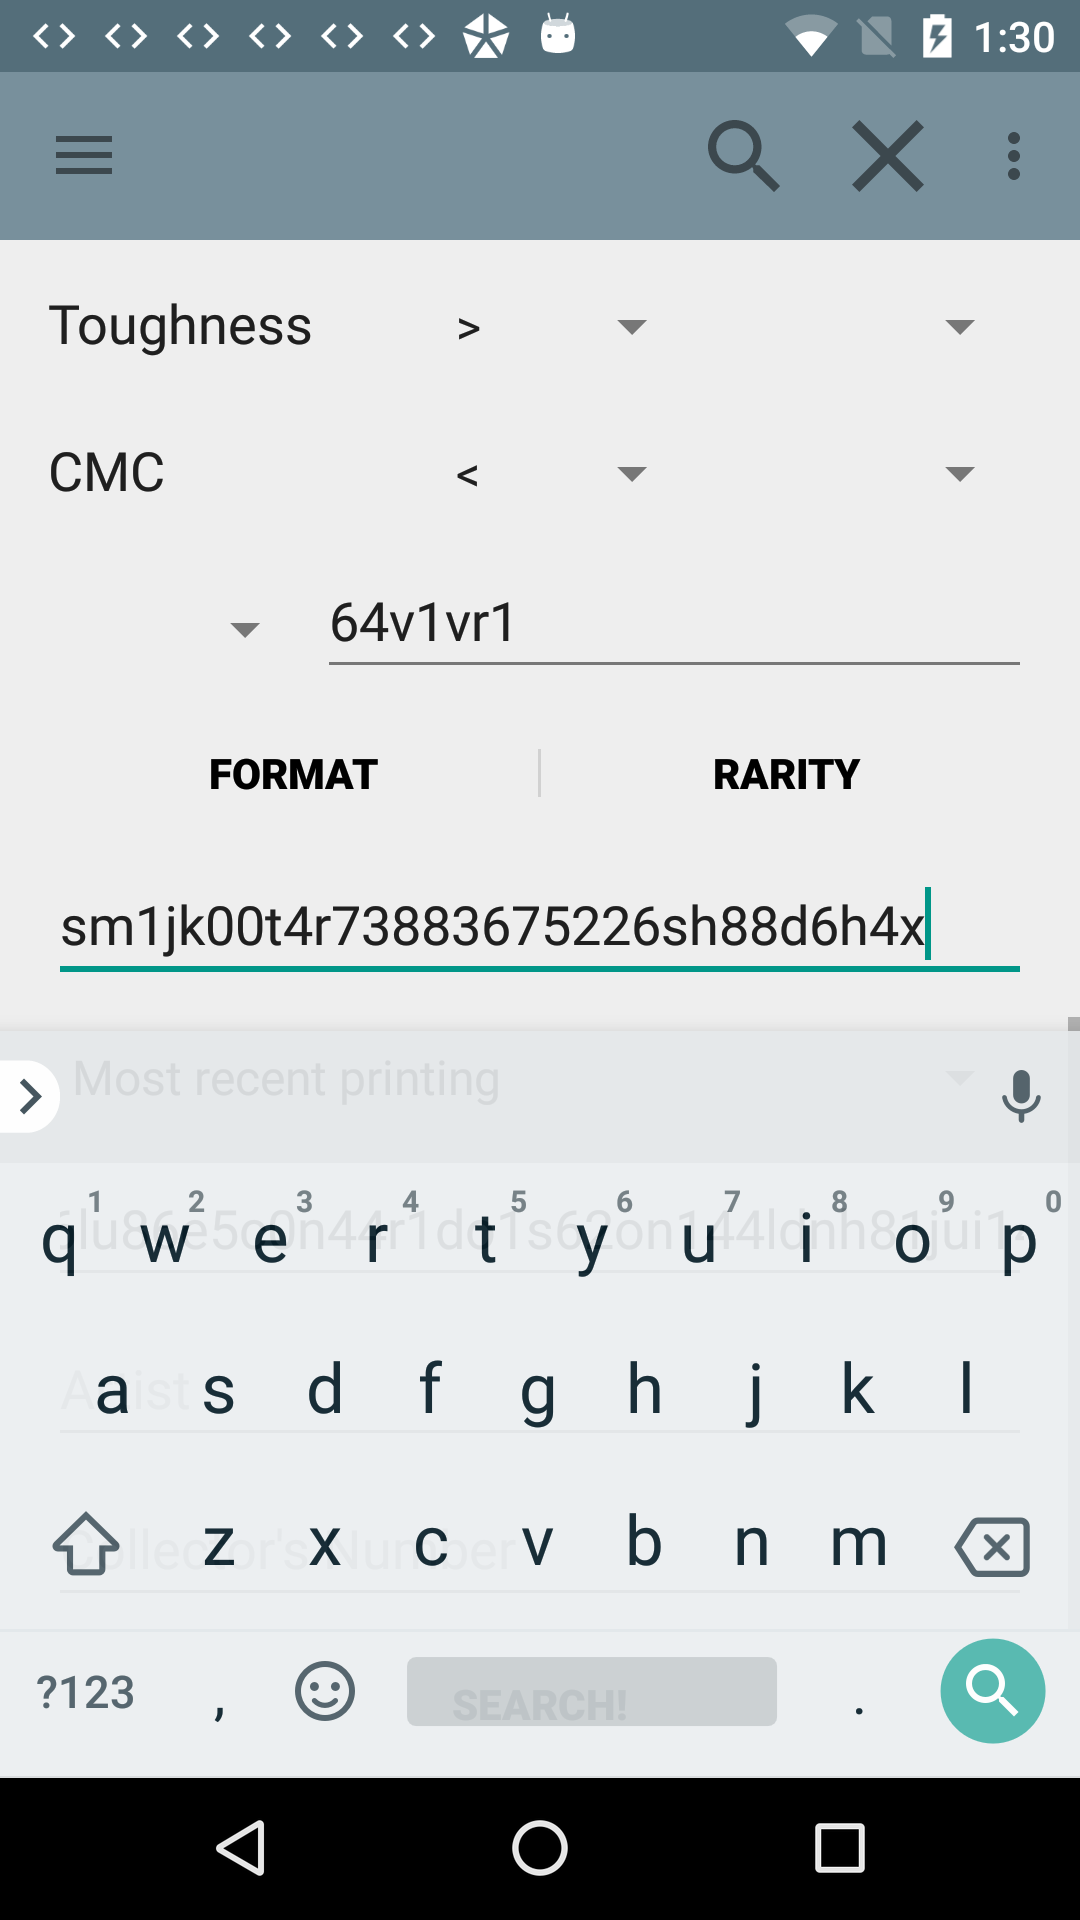 1:30
Toughness >
CMC <
64v1vr1
FORMAT RARITY
sm1jk00t4r73883675226sh88d6h4x
Most recent printing
1 2 3 4 5 6 7 8 9 0
q w e r t y u i o p
a s d f g h j k l
Artist
z x c v b n m
Collector's Number
?123 , .
SEARCH!